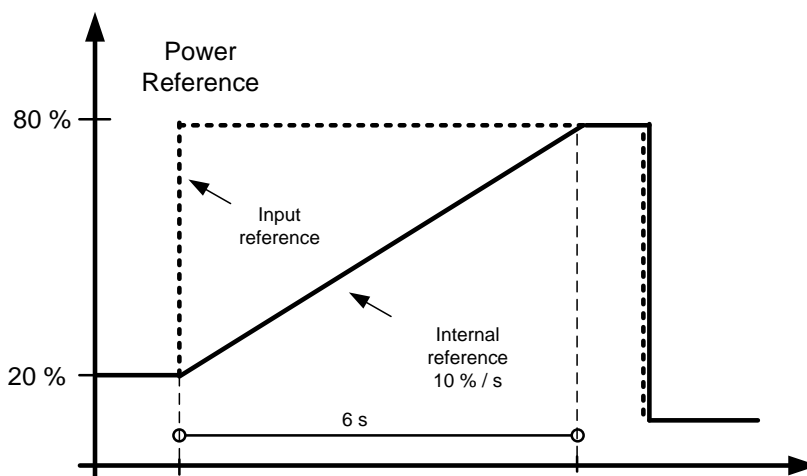 Power
Reference
80 %
Input
reference
Internal
reference
10 % / s
20 %
6 s